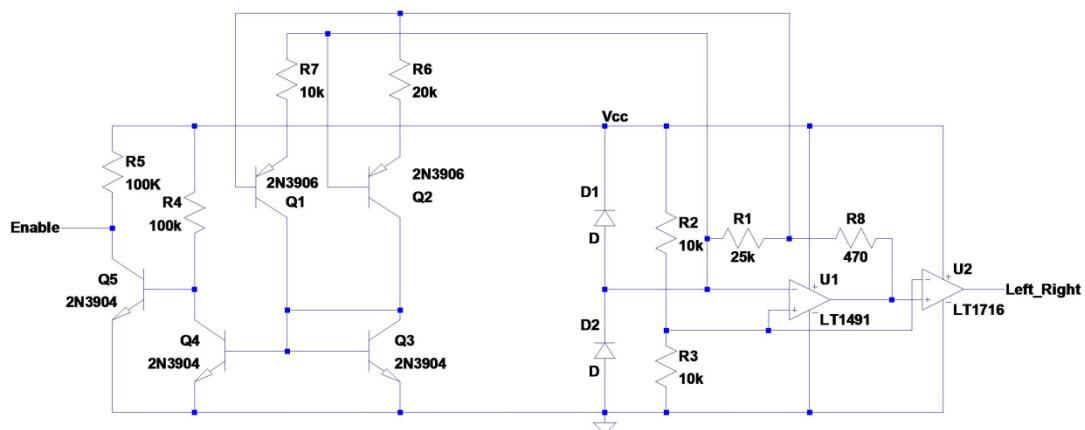 R7
10k
R6
20k
Vcc
R5
100K
R4
100k
2N3906
Q1
2N3906
Q2
D1
D
R2
10k
R1
25k
R8
470
Enable
Q5
2N3904
U1
LT1491
U2
LT1716
Left_Right
Q4
2N3904
Q3
2N3904
D2
D
R3
10k